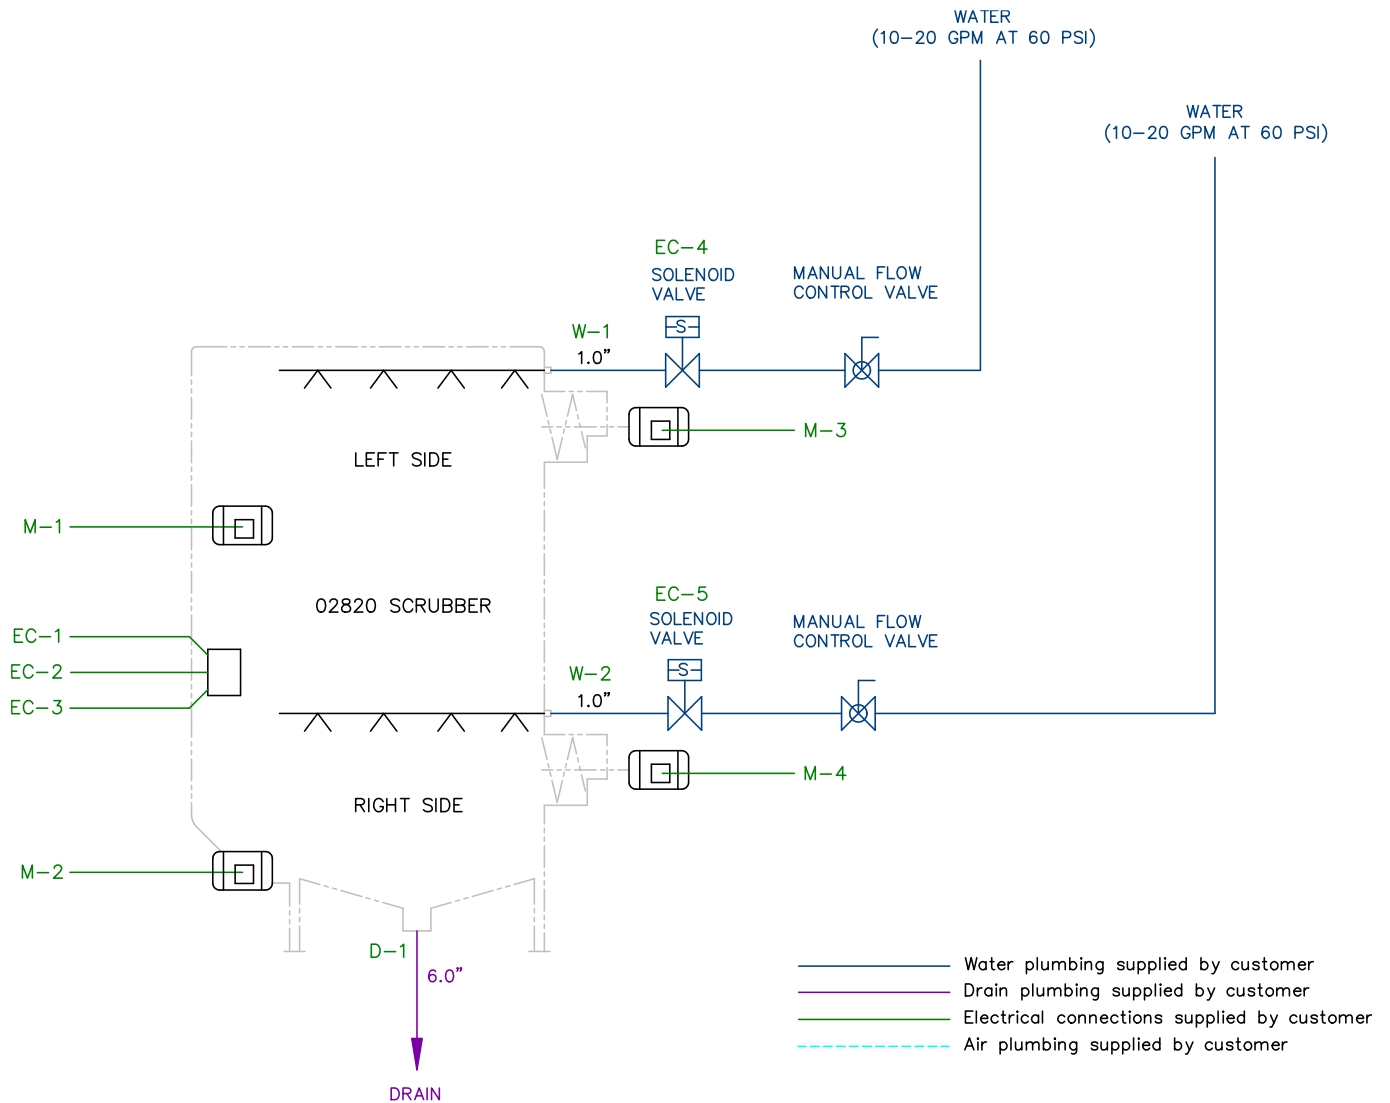 WATER
(10-20 GPM AT 60 PSI)
WATER
(10-20 GPM AT 60 PSI)
EC-4
SOLENOID
VALVE
MANUAL FLOW
CONTROL VALVE
W-1
1.0"
S
M-3
LEFT SIDE
M-1
02820 SCRUBBER
EC-5
SOLENOID
VALVE
MANUAL FLOW
CONTROL VALVE
EC-1
EC-2
EC-3
W-2
1.0"
S
M-4
RIGHT SIDE
M-2
D-1
6.0"
DRAIN
Water plumbing supplied by customer
Drain plumbing supplied by customer
Electrical connections supplied by customer
Air plumbing supplied by customer